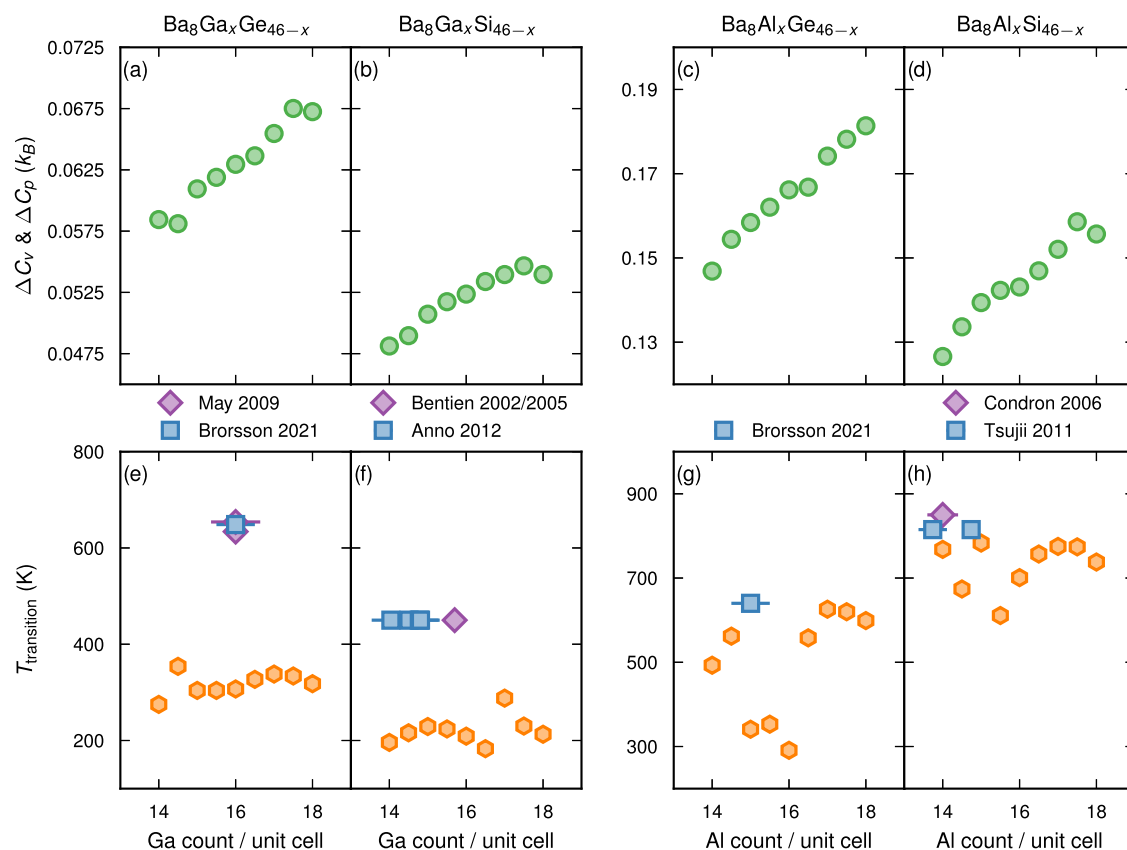 Ba₈GaₓGe₄₆₋ₓ
Ba₈GaₓSi₄₆₋ₓ
Ba₈AlₓGe₄₆₋ₓ
Ba₈AlₓSi₄₆₋ₓ
ΔCᵥ & ΔCₚ (k_B)
0.0725
0.0675
0.0625
0.0575
0.0525
0.0475
(a)
(b)
0.19
0.17
0.15
0.13
(c)
(d)
May 2009
Brorsson 2021
Bentien 2002/2005
Anno 2012
Brorsson 2021
Condron 2006
Tsujii 2011
T_transition (K)
800
600
400
200
(e)
(f)
900
700
500
300
(g)
(h)
14 16 18
14 16 18
14 16 18
14 16 18
Ga count / unit cell
Ga count / unit cell
Al count / unit cell
Al count / unit cell